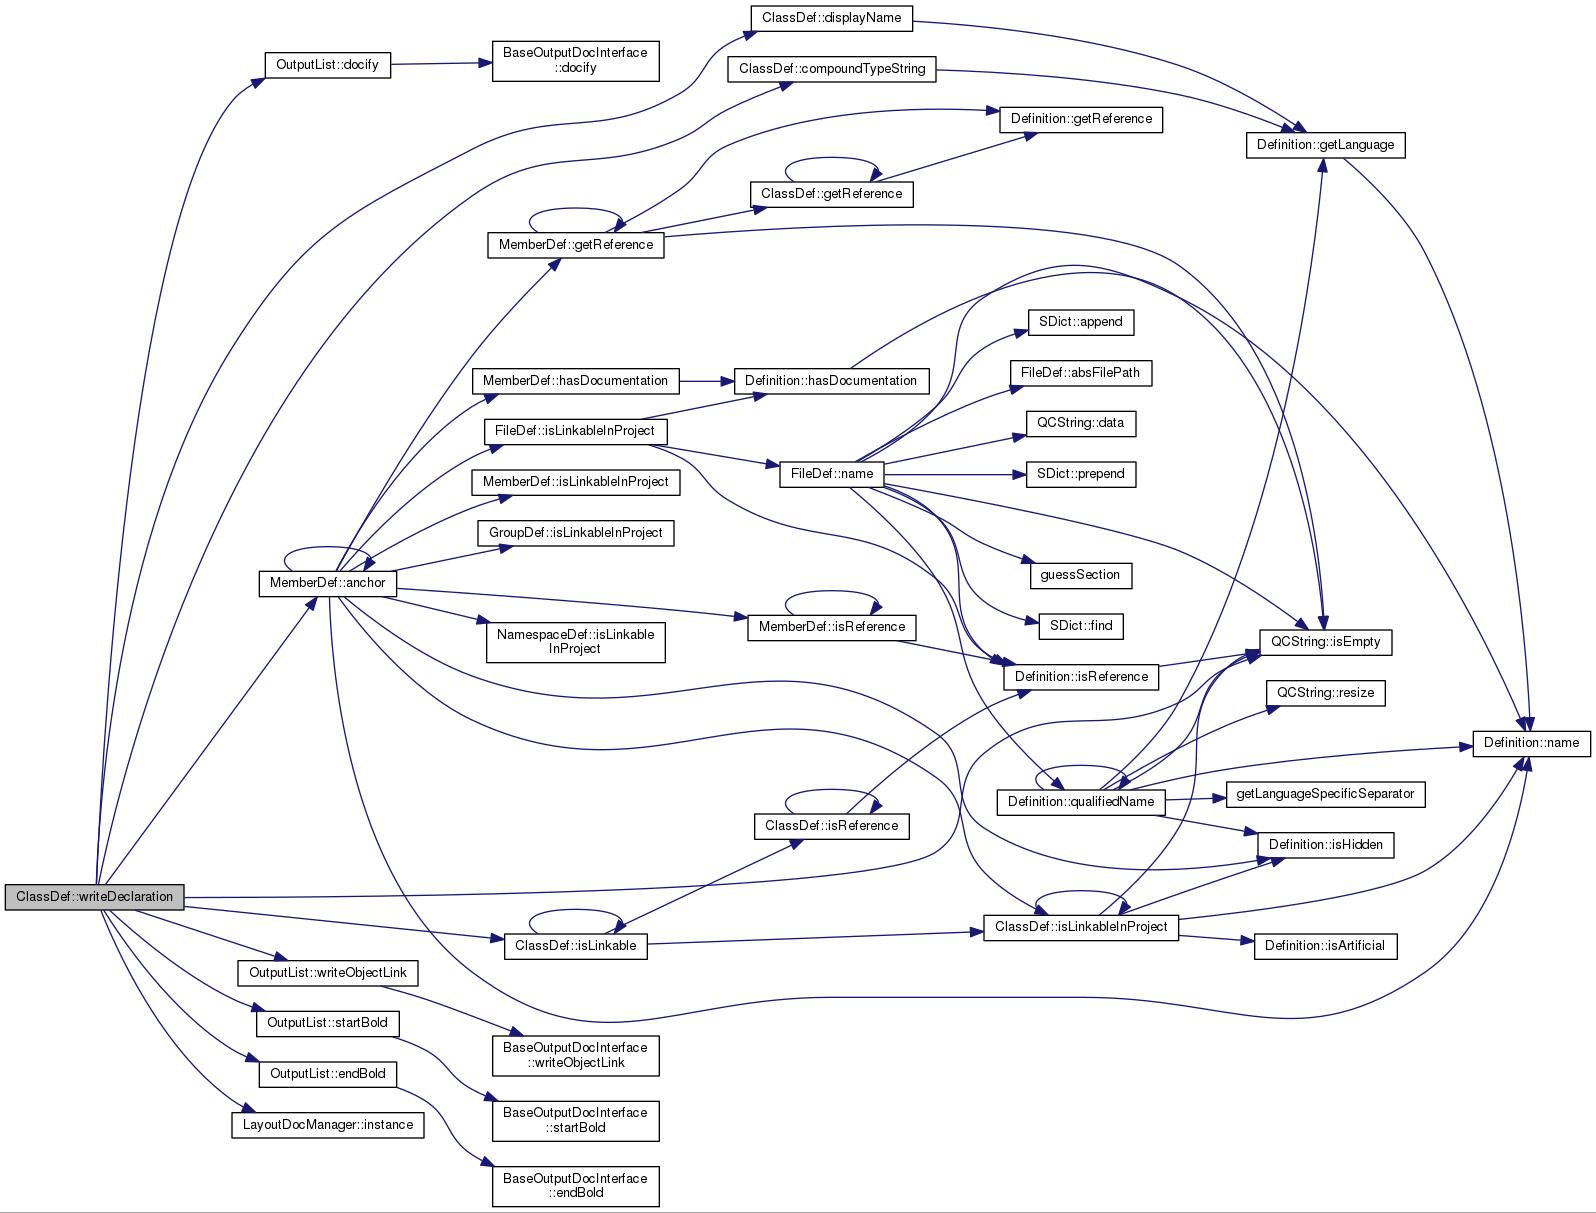 ClassDef::displayName
OutputList::docify
BaseOutputDocInterface
::docify
ClassDef::compoundTypeString
Definition::getReference
Definition::getLanguage
ClassDef::getReference
MemberDef::getReference
SDict::append
MemberDef::hasDocumentation
Definition::hasDocumentation
FileDef::absFilePath
FileDef::isLinkableInProject
QCString::data
MemberDef::isLinkableInProject
FileDef::name
SDict::prepend
GroupDef::isLinkableInProject
MemberDef::anchor
guessSection
NamespaceDef::isLinkable
InProject
MemberDef::isReference
SDict::find
QCString::isEmpty
Definition::isReference
QCString::resize
Definition::name
Definition::qualifiedName
getLanguageSpecificSeparator
ClassDef::isReference
Definition::isHidden
ClassDef::writeDeclaration
ClassDef::isLinkable
ClassDef::isLinkableInProject
Definition::isArtificial
OutputList::writeObjectLink
OutputList::startBold
BaseOutputDocInterface
::writeObjectLink
OutputList::endBold
LayoutDocManager::instance
BaseOutputDocInterface
::startBold
BaseOutputDocInterface
::endBold